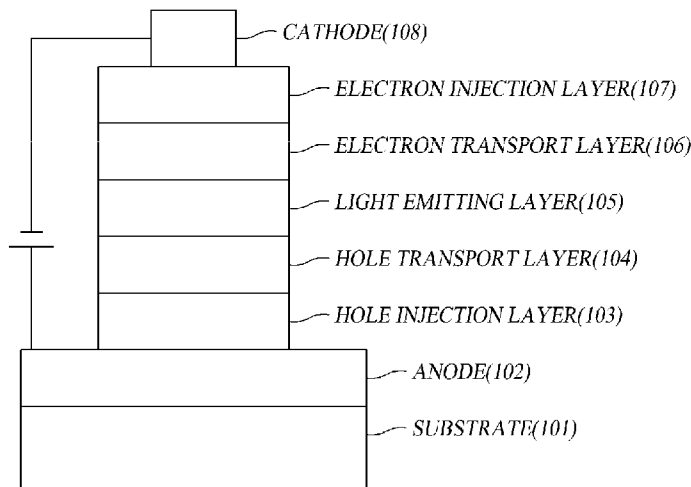 CATHODE(108)
ELECTRON INJECTION LAYER(107)
ELECTRON TRANSPORT LAYER(106)
LIGHT EMITTING LAYER(105)
HOLE TRANSPORT LAYER(104)
HOLE INJECTION LAYER(103)
ANODE(102)
SUBSTRATE(101)